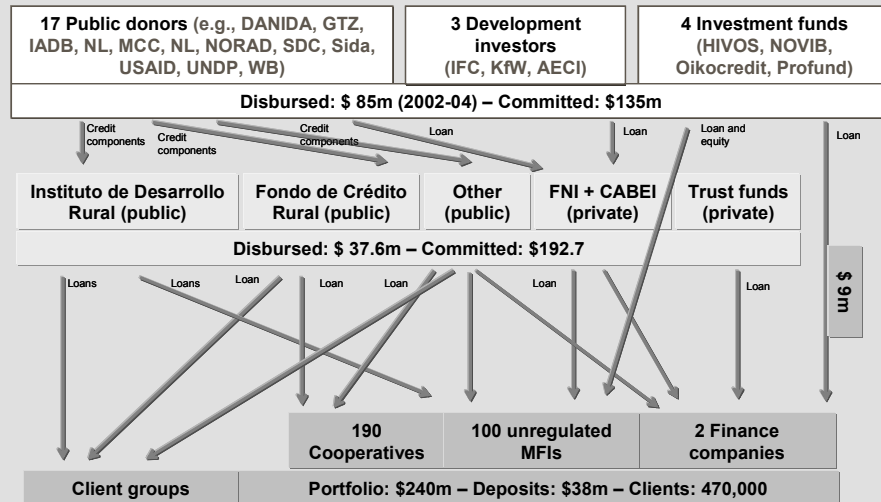 17 Public donors (e.g., DANIDA, GTZ,
IADB, NL, MCC, NL, NORAD, SDC, Sida,
USAID, UNDP, WB)
3 Development
investors
(IFC, KfW, AECI)
4 Investment funds
(HIVOS, NOVIB,
Oikocredit, Profund)
Disbursed: $ 85m (2002-04) – Committed: $135m
Credit
components
Credit
components
Credit
components
Loan
Loan
Loan and
equity
Loan
Instituto de Desarrollo
Rural (public)
Fondo de Crédito
Rural (public)
Other
(public)
FNI + CABEI
(private)
Trust funds
(private)
Disbursed: $ 37.6m – Committed: $192.7
$ 9m
Loans
Loans
Loan
Loan
Loan
Loan
Loan
190
Cooperatives
100 unregulated
MFIs
2 Finance
companies
Client groups
Portfolio: $240m – Deposits: $38m – Clients: 470,000